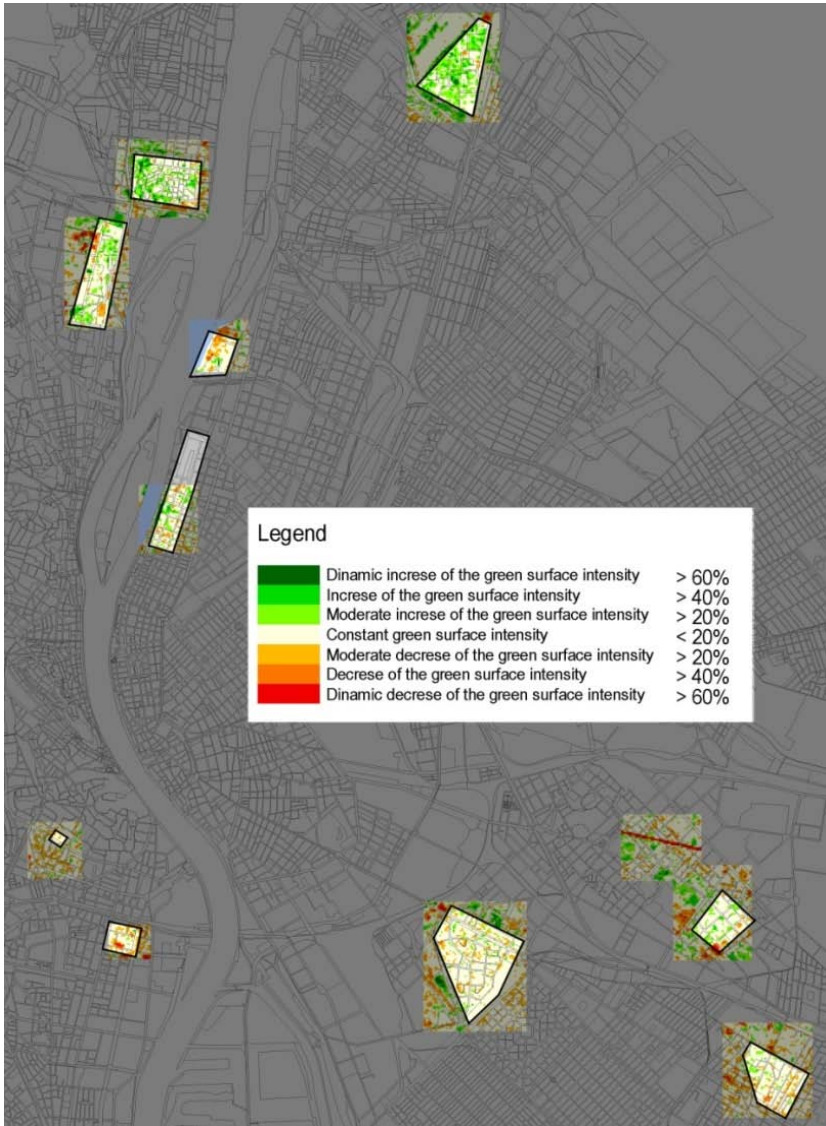 Legend
Dinamic increse of the green surface intensity > 60%
Increse of the green surface intensity > 40%
Moderate increse of the green surface intensity > 20%
Constant green surface intensity < 20%
Moderate decrese of the green surface intensity > 20%
Decrese of the green surface intensity > 40%
Dinamic decrese of the green surface intensity > 60%